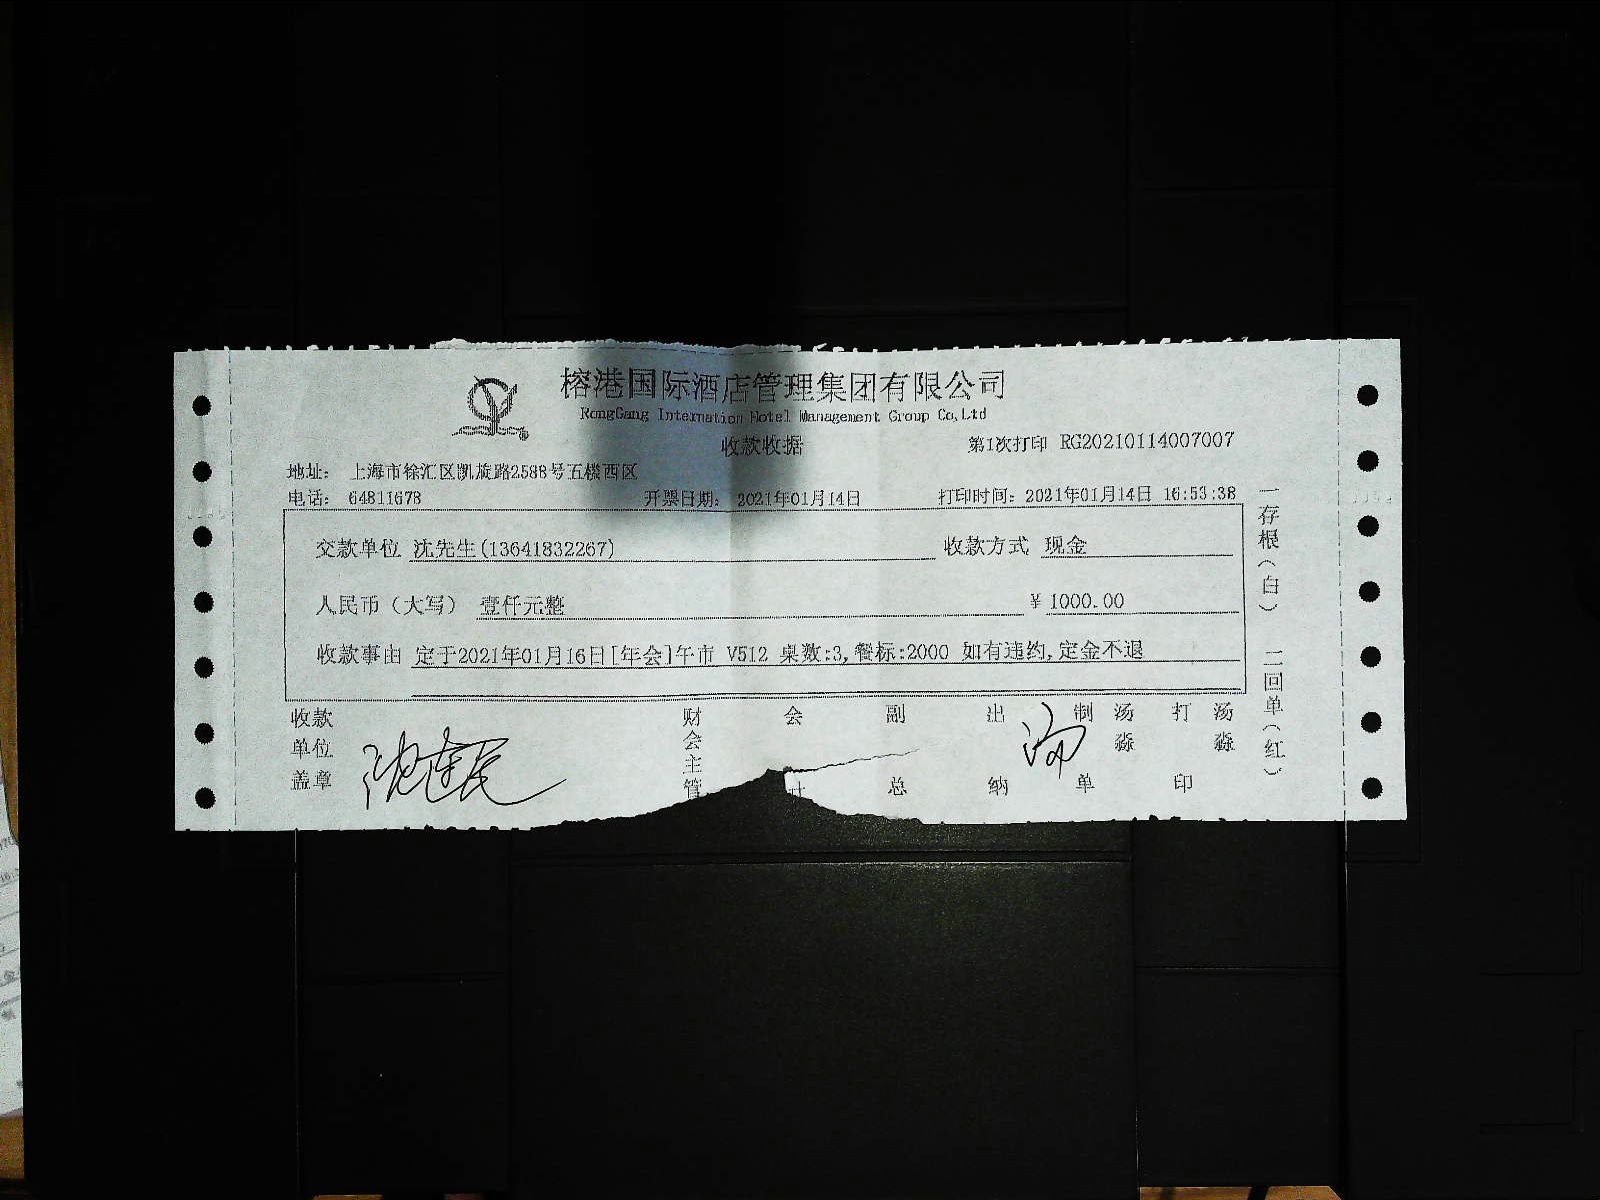 榕港国际酒店管理集团有限公司
RongGang Internation Hotel Management Group Co,Ltd
收款收据
第1次打印 RG20210114007007
地址： 上海市徐汇区凯旋路2588号五楼西区
电话： 64811678 开票日期： 2021年01月14日 打印时间：2021年01月14日 16:53:38
交款单位 沈先生(13641832267) 收款方式 现金
人民币（大写） 壹仟元整 ¥ 1000.00
收款事由 定于2021年01月16日[年会]午市 V512 桌数:3,餐标:2000 如有违约,定金不退
收款单位盖章
财会主管
会计
副总
出纳
制单
汤淼
打印
汤淼
一存根（白） 二回单（红）